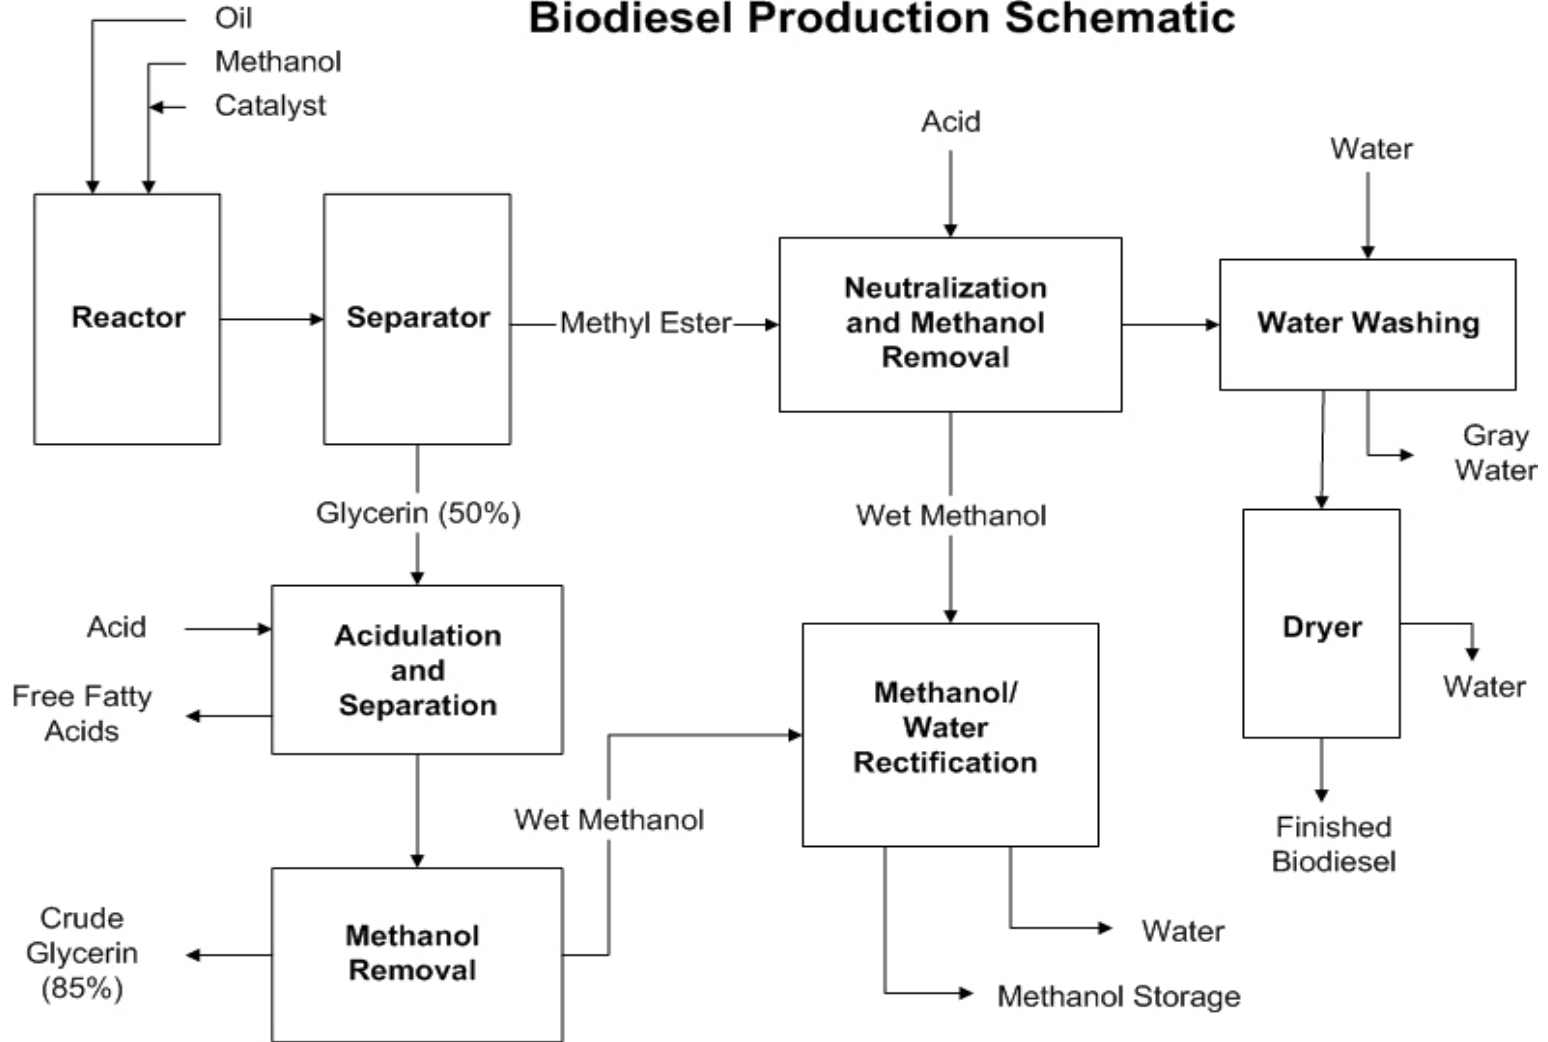 Biodiesel Production Schematic
Oil
Methanol
Catalyst
Acid
Water
Reactor
Separator
Methyl Ester
Neutralization
and Methanol
Removal
Water Washing
Gray
Water
Glycerin (50%)
Wet Methanol
Acid
Acidulation
and
Separation
Free Fatty
Acids
Methanol/
Water
Rectification
Dryer
Water
Wet Methanol
Finished
Biodiesel
Crude
Glycerin
(85%)
Methanol
Removal
Water
Methanol Storage